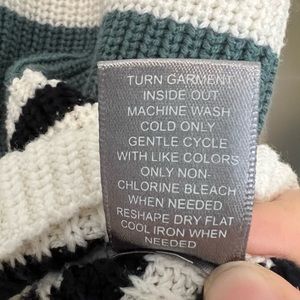 TURN GARMENT
INSIDE OUT
MACHINE WASH
COLD ONLY
GENTLE CYCLE
WITH LIKE COLORS
ONLY NON-
CHLORINE BLEACH
WHEN NEEDED
RESHAPE DRY FLAT
COOL IRON WHEN
NEEDED